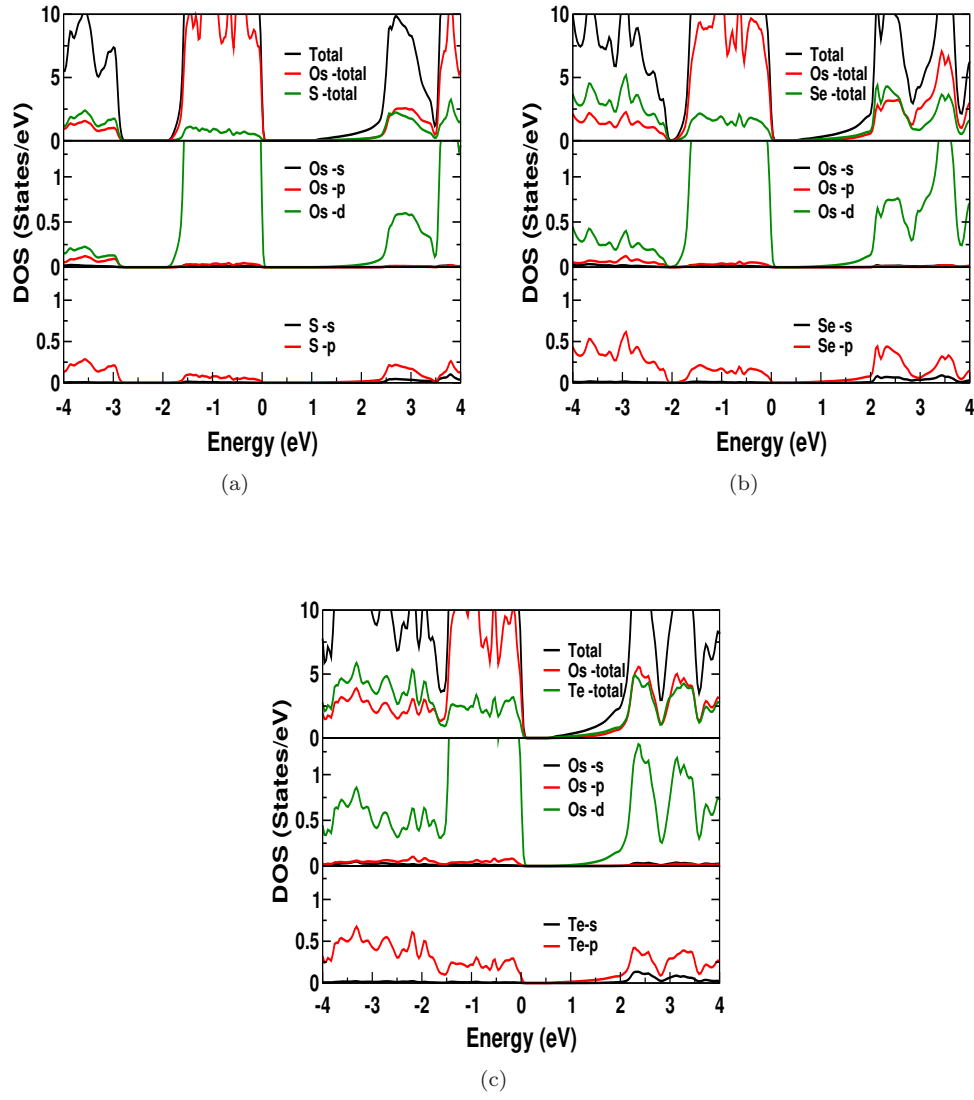 10
5
0
Total
Os -total
S -total
1
0.5
0
Os -s
Os -p
Os -d
1
0.5
0
S -s
S -p
-4 -3 -2 -1 0 1 2 3 4
DOS (States/eV)
Energy (eV)
(a)
10
5
0
Total
Os -total
Se -total
1
0.5
0
Os -s
Os -p
Os -d
1
0.5
0
Se -s
Se -p
-4 -3 -2 -1 0 1 2 3 4
DOS (States/eV)
Energy (eV)
(b)
10
5
0
Total
Os -total
Te -total
1
0.5
0
Os -s
Os -p
Os -d
1
0.5
0
Te-s
Te-p
-4 -3 -2 -1 0 1 2 3 4
DOS (States/eV)
Energy (eV)
(c)